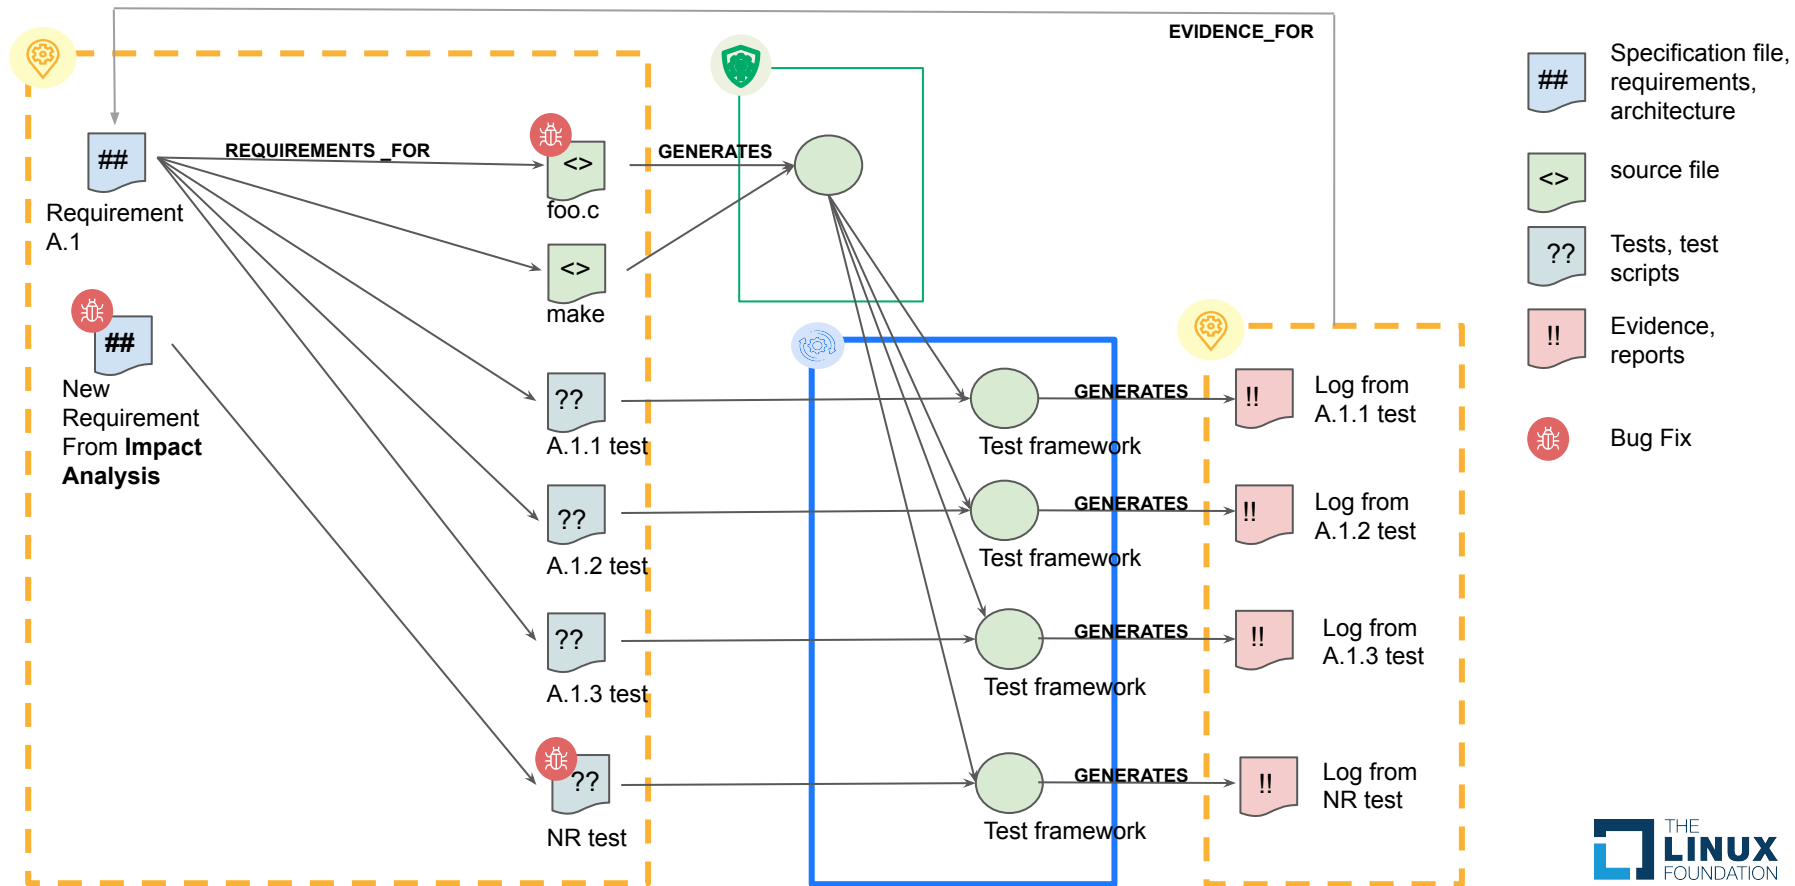 EVIDENCE_FOR
##
Requirement
A.1
REQUIREMENTS _FOR
<>
foo.c
GENERATES
<>
make
##
New
Requirement
From Impact
Analysis
??
A.1.1 test
??
A.1.2 test
??
A.1.3 test
??
NR test
Test framework
GENERATES
Test framework
GENERATES
Test framework
GENERATES
Test framework
GENERATES
!!
Log from
A.1.1 test
!!
Log from
A.1.2 test
!!
Log from
A.1.3 test
!!
Log from
NR test
##
Specification file,
requirements,
architecture
<>
source file
??
Tests, test
scripts
!!
Evidence,
reports
Bug Fix
THE
LINUX
FOUNDATION